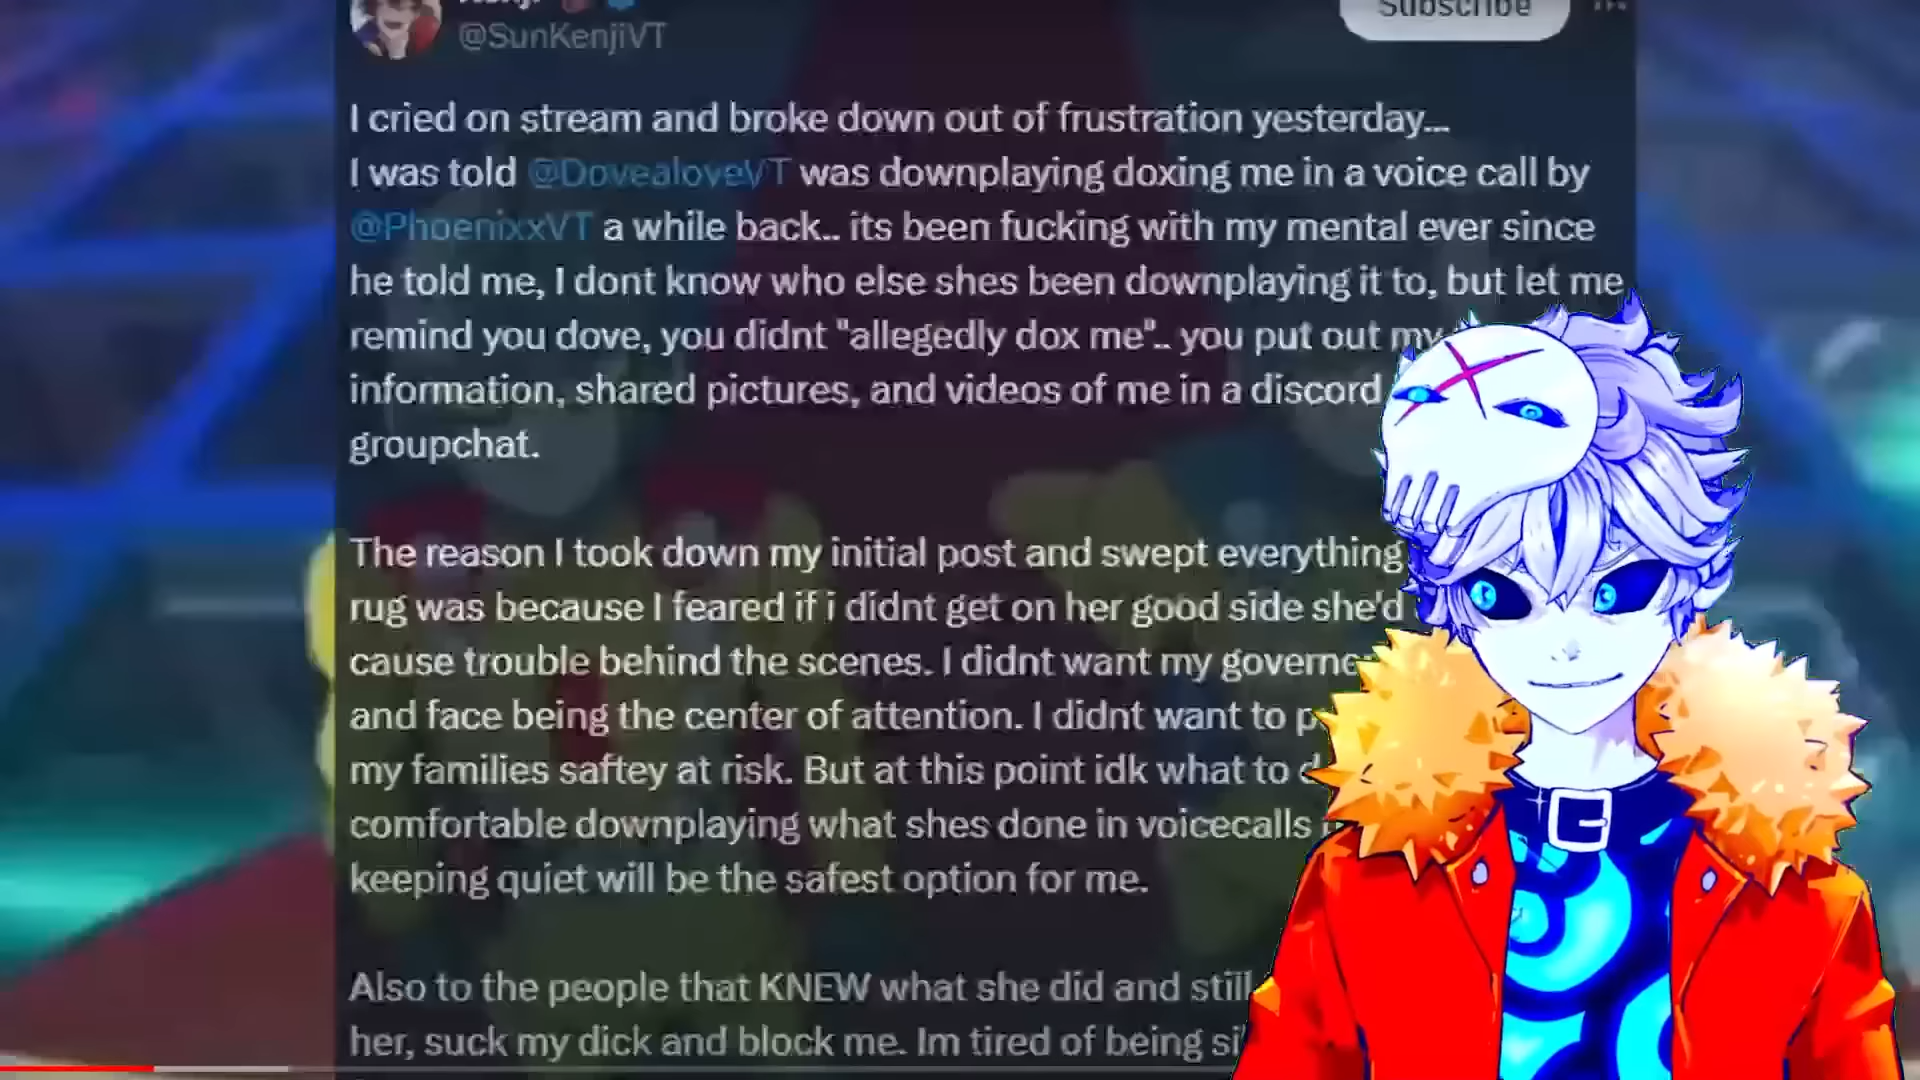 @SunKenjiVT
Subscribe
I cried on stream and broke down out of frustration yesterday...
I was told @DovealoveVT was downplaying doxing me in a voice call by
@PhoenixxVT a while back.. its been fucking with my mental ever since
he told me, I dont know who else shes been downplaying it to, but let me
remind you dove, you didnt "allegedly dox me".. you put out my
information, shared pictures, and videos of me in a discord
groupchat.
The reason I took down my initial post and swept everything
rug was because I feared if i didnt get on her good side she'd
cause trouble behind the scenes. I didnt want my
and face being the center of attention. I didnt want to
my families saftey at risk. But at this point idk what to
comfortable downplaying what shes done in voicecalls
keeping quiet will be the safest option for me.
Also to the people that KNEW what she did and still
her, suck my dick and block me. Im tired of being